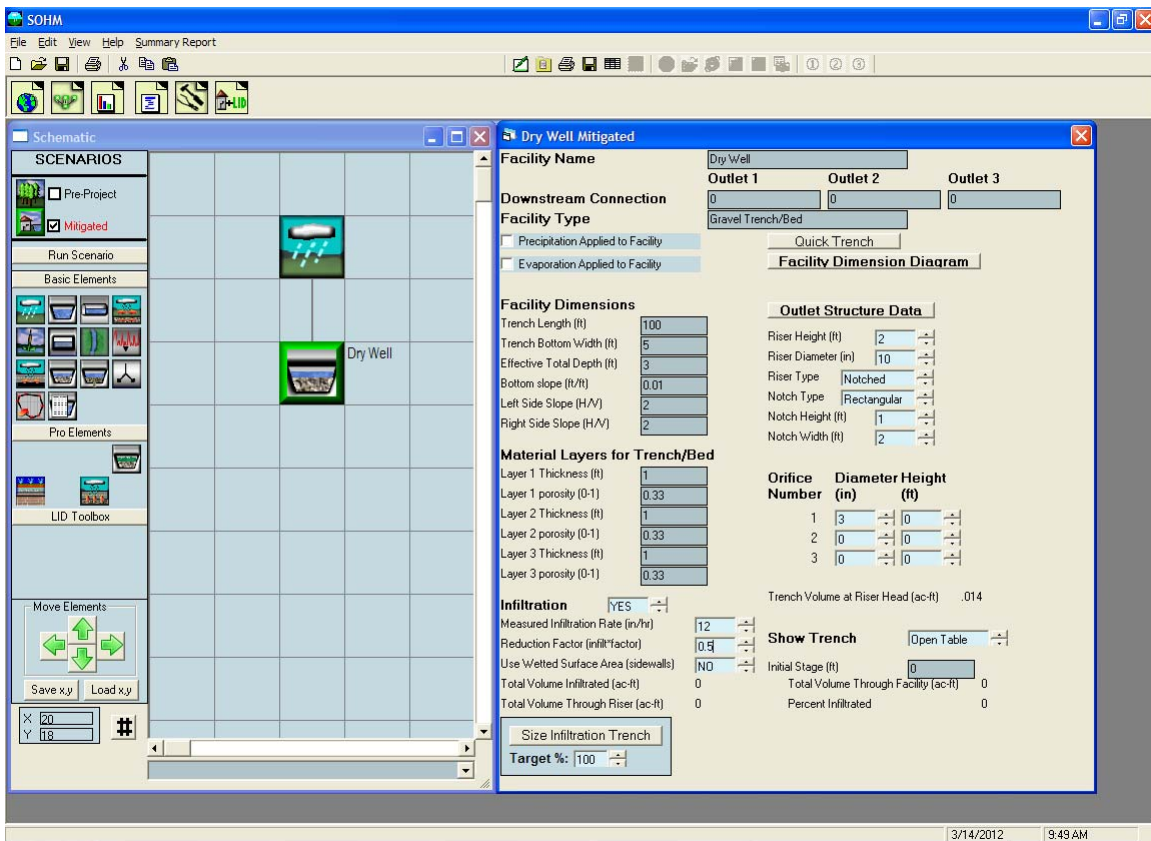 SOHM
File Edit View Help Summary Report
+LID
Schematic
SCENARIOS
Pre-Project
Mitigated
Run Scenario
Basic Elements
Pro Elements
LID Toolbox
Move Elements
Save x,y Load x,y
X 20
Y 18
#
Dry Well
Dry Well Mitigated
Facility Name Dry Well
Outlet 1 Outlet 2 Outlet 3
Downstream Connection 0 0 0
Facility Type Gravel Trench/Bed
Precipitation Applied to Facility Quick Trench
Evaporation Applied to Facility Facility Dimension Diagram
Facility Dimensions
Trench Length (ft) 100
Trench Bottom Width (ft) 5
Effective Total Depth (ft) 3
Bottom slope (ft/ft) 0.01
Left Side Slope (H/V) 2
Right Side Slope (H/V) 2
Material Layers for Trench/Bed
Layer 1 Thickness (ft) 1
Layer 1 porosity (0-1) 0.33
Layer 2 Thickness (ft) 1
Layer 2 porosity (0-1) 0.33
Layer 3 Thickness (ft) 1
Layer 3 porosity (0-1) 0.33
Infiltration YES
Measured Infiltration Rate (in/hr) 12
Reduction Factor (infilt*factor) 0.5
Use Wetted Surface Area (sidewalls) NO
Total Volume Infiltrated (ac-ft) 0
Total Volume Through Riser (ac-ft) 0
Size Infiltration Trench
Target %: 100
Outlet Structure Data
Riser Height (ft) 2
Riser Diameter (in) 10
Riser Type Notched
Notch Type Rectangular
Notch Height (ft) 1
Notch Width (ft) 2
Orifice Diameter Height
Number (in) (ft)
1 3 0
2 0 0
3 0 0
Trench Volume at Riser Head (ac-ft) .014
Show Trench Open Table
Initial Stage (ft) 0
Total Volume Through Facility (ac-ft) 0
Percent Infiltrated 0
3/14/2012 9:49 AM